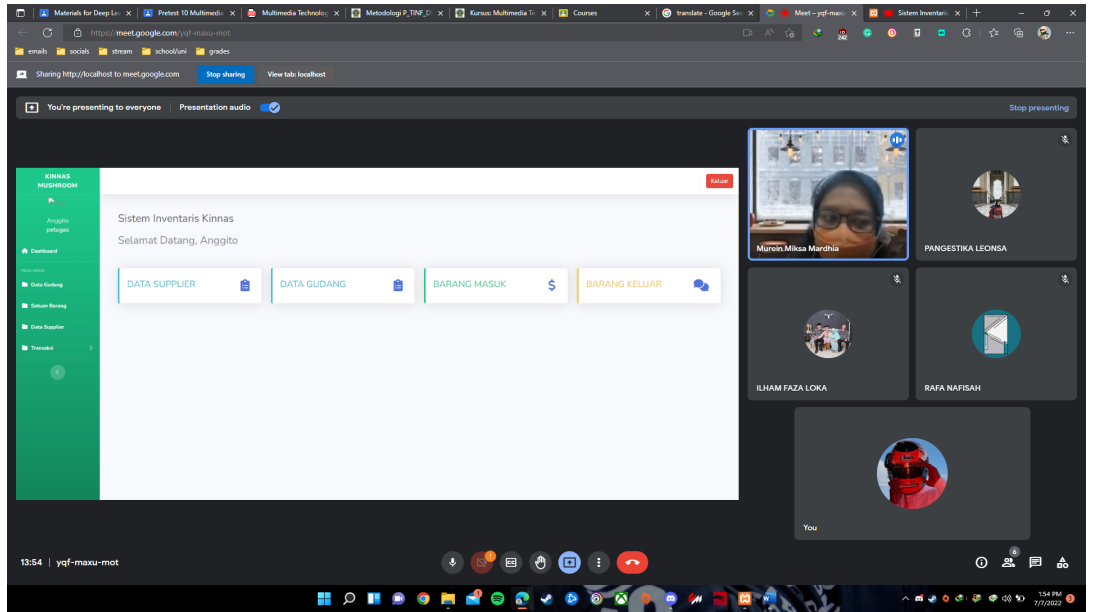 Materials for Deep Le
Pretest 10 Multimedia
Multimedia Technolog
Metodologi P_TINF_D
Kursus: Multimedia Te
Courses
translate - Google Se
Meet – yqf-maxu
Sistem Inventaris
https://meet.google.com/yqf-maxu-mot
emails
socials
stream
school/uni
grades
Sharing http://localhost to meet.google.com
Stop sharing
View tab: localhost
You're presenting to everyone
Presentation audio
Stop presenting
KINNAS
MUSHROOM
Keluar
Anggito
petugas
Sistem Inventaris Kinnas
Selamat Datang, Anggito
Dashboard
Data Gudang
Satuan Barang
Data Supplier
Transaksi
DATA SUPPLIER
DATA GUDANG
BARANG MASUK
$
BARANG KELUAR
Muroin Miksa Mardhia
PANGESTIKA LEONSA
ILHAM FAZA LOKA
RAFA NAFISAH
You
13:54 | yqf-maxu-mot
6
1:54 PM
7/7/2022